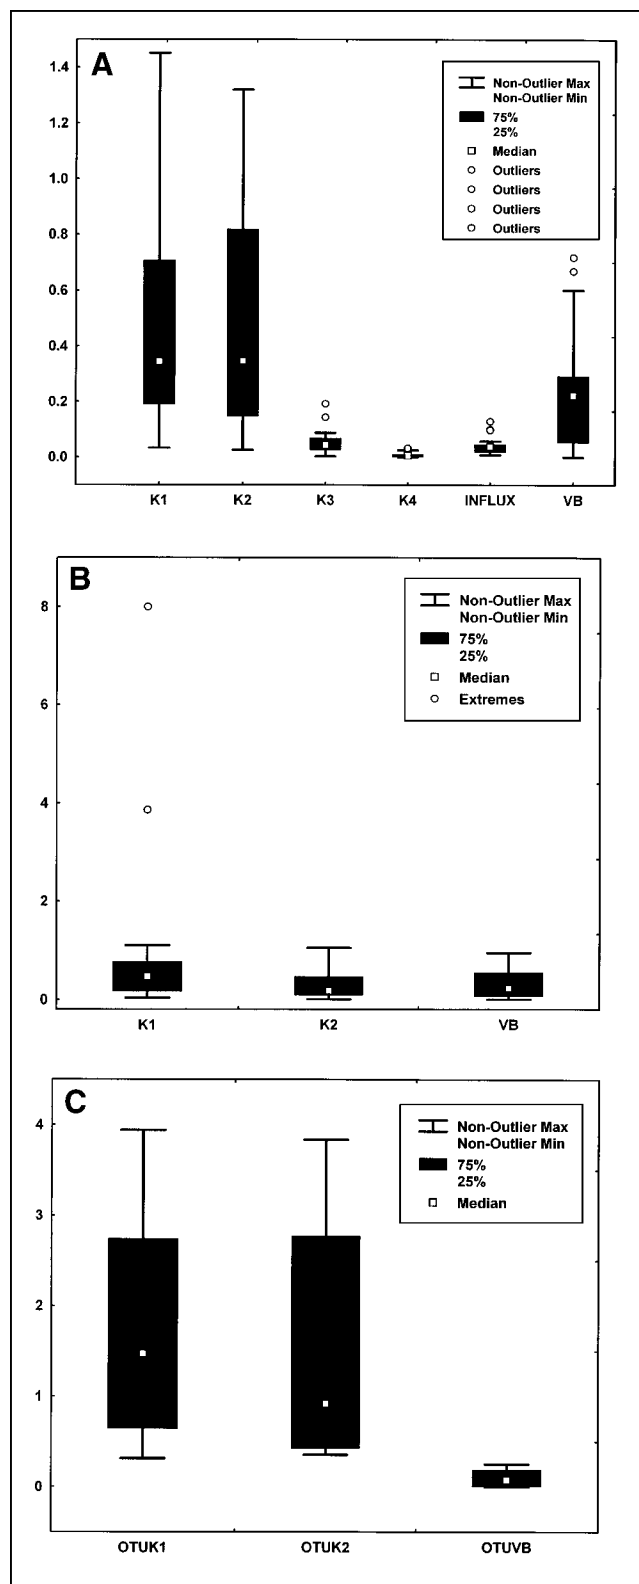 A
1.4
1.2
1.0
0.8
0.6
0.4
0.2
0.0
Non-Outlier Max
Non-Outlier Min
75%
25%
Median
Outliers
Outliers
Outliers
Outliers
K1 K2 K3 K4 INFLUX VB
B
8
6
4
2
0
Non-Outlier Max
Non-Outlier Min
75%
25%
Median
Extremes
K1 K2 VB
C
4
3
2
1
0
Non-Outlier Max
Non-Outlier Min
75%
25%
Median
OTUK1 OTUK2 OTUVB